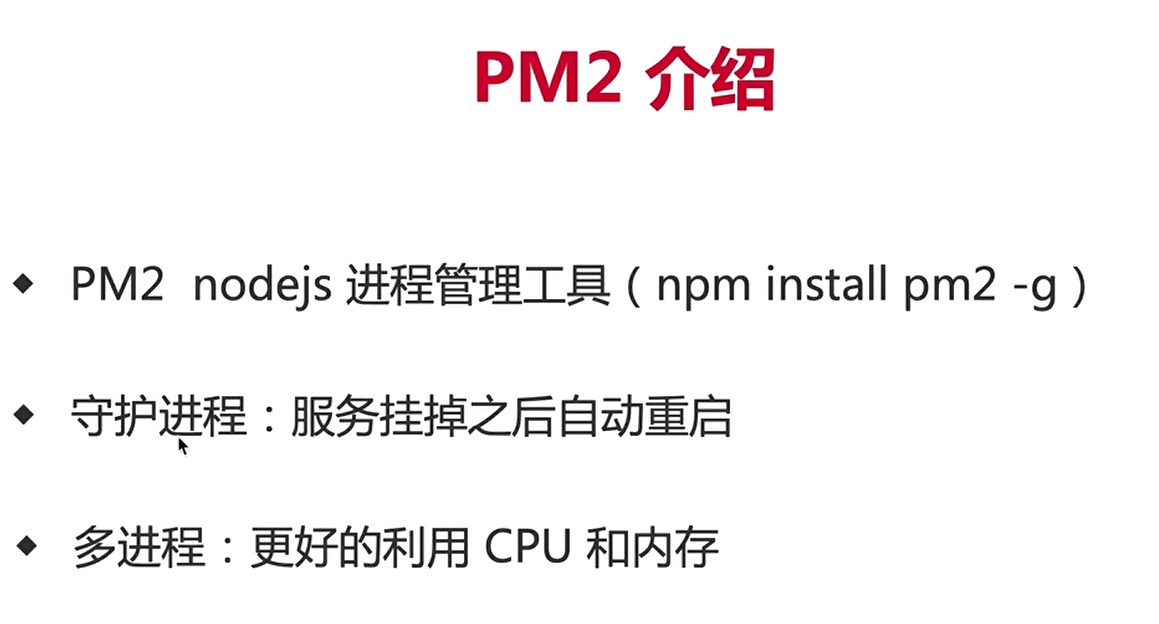 PM2 介绍
◆ PM2 nodejs 进程管理工具（npm install pm2 -g）
◆ 守护进程：服务挂掉之后自动重启
◆ 多进程：更好的利用 CPU 和内存